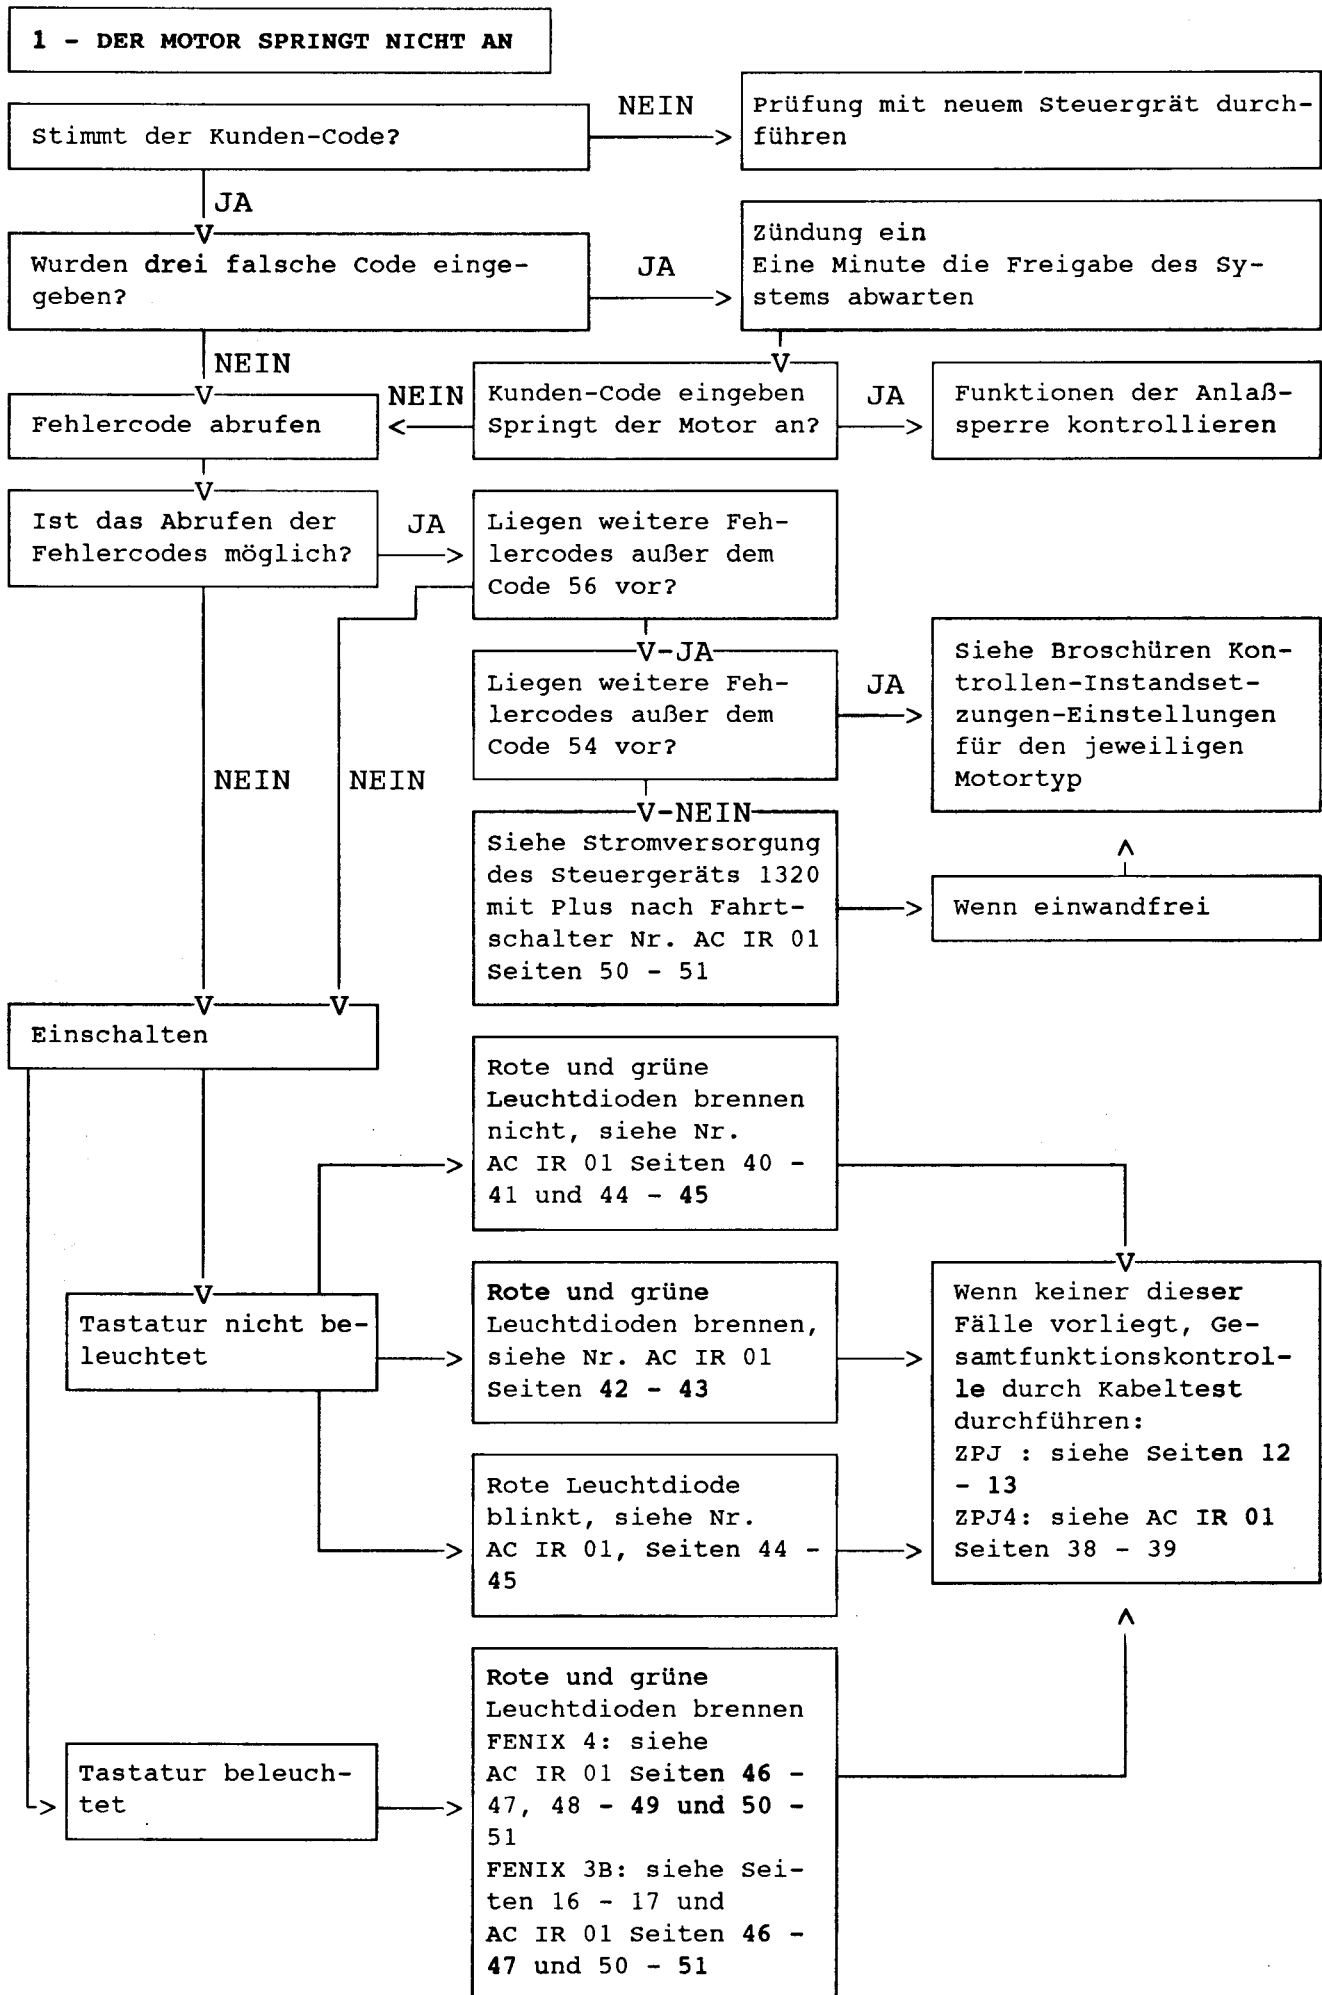 1 - DER MOTOR SPRINGT NICHT AN
Stimmt der Kunden-Code?
NEIN
Prüfung mit neuem Steuergrät durch-
führen
JA
Wurden drei falsche Code einge-
geben?
JA
Zündung ein
Eine Minute die Freigabe des Sy-
stems abwarten
NEIN
Fehlercode abrufen
NEIN
Kunden-Code eingeben
Springt der Motor an?
JA
Funktionen der Anlaß-
sperre kontrollieren
Ist das Abrufen der
Fehlercodes möglich?
JA
Liegen weitere Feh-
lercodes außer dem
Code 56 vor?
V-JA
Liegen weitere Feh-
lercodes außer dem
Code 54 vor?
JA
Siehe Broschüren Kon-
trollen-Instandset-
zungen-Einstellungen
für den jeweiligen
Motortyp
NEIN
NEIN
V-NEIN
Siehe Stromversorgung
des Steuergeräts 1320
mit Plus nach Fahrt-
schalter Nr. AC IR 01
Seiten 50 - 51
Wenn einwandfrei
Einschalten
Rote und grüne
Leuchtdioden brennen
nicht, siehe Nr.
AC IR 01 Seiten 40 -
41 und 44 - 45
Tastatur nicht be-
leuchtet
Rote und grüne
Leuchtdioden brennen,
siehe Nr. AC IR 01
Seiten 42 - 43
Wenn keiner dieser
Fälle vorliegt, Ge-
samtfunktionskontrol-
le durch Kabeltest
durchführen:
ZPJ : siehe Seiten 12
- 13
ZPJ4: siehe AC IR 01
Seiten 38 - 39
Rote Leuchtdiode
blinkt, siehe Nr.
AC IR 01, Seiten 44 -
45
Tastatur beleuch-
tet
Rote und grüne
Leuchtdioden brennen
FENIX 4: siehe
AC IR 01 Seiten 46 -
47, 48 - 49 und 50 -
51
FENIX 3B: siehe Sei-
ten 16 - 17 und
AC IR 01 Seiten 46 -
47 und 50 - 51